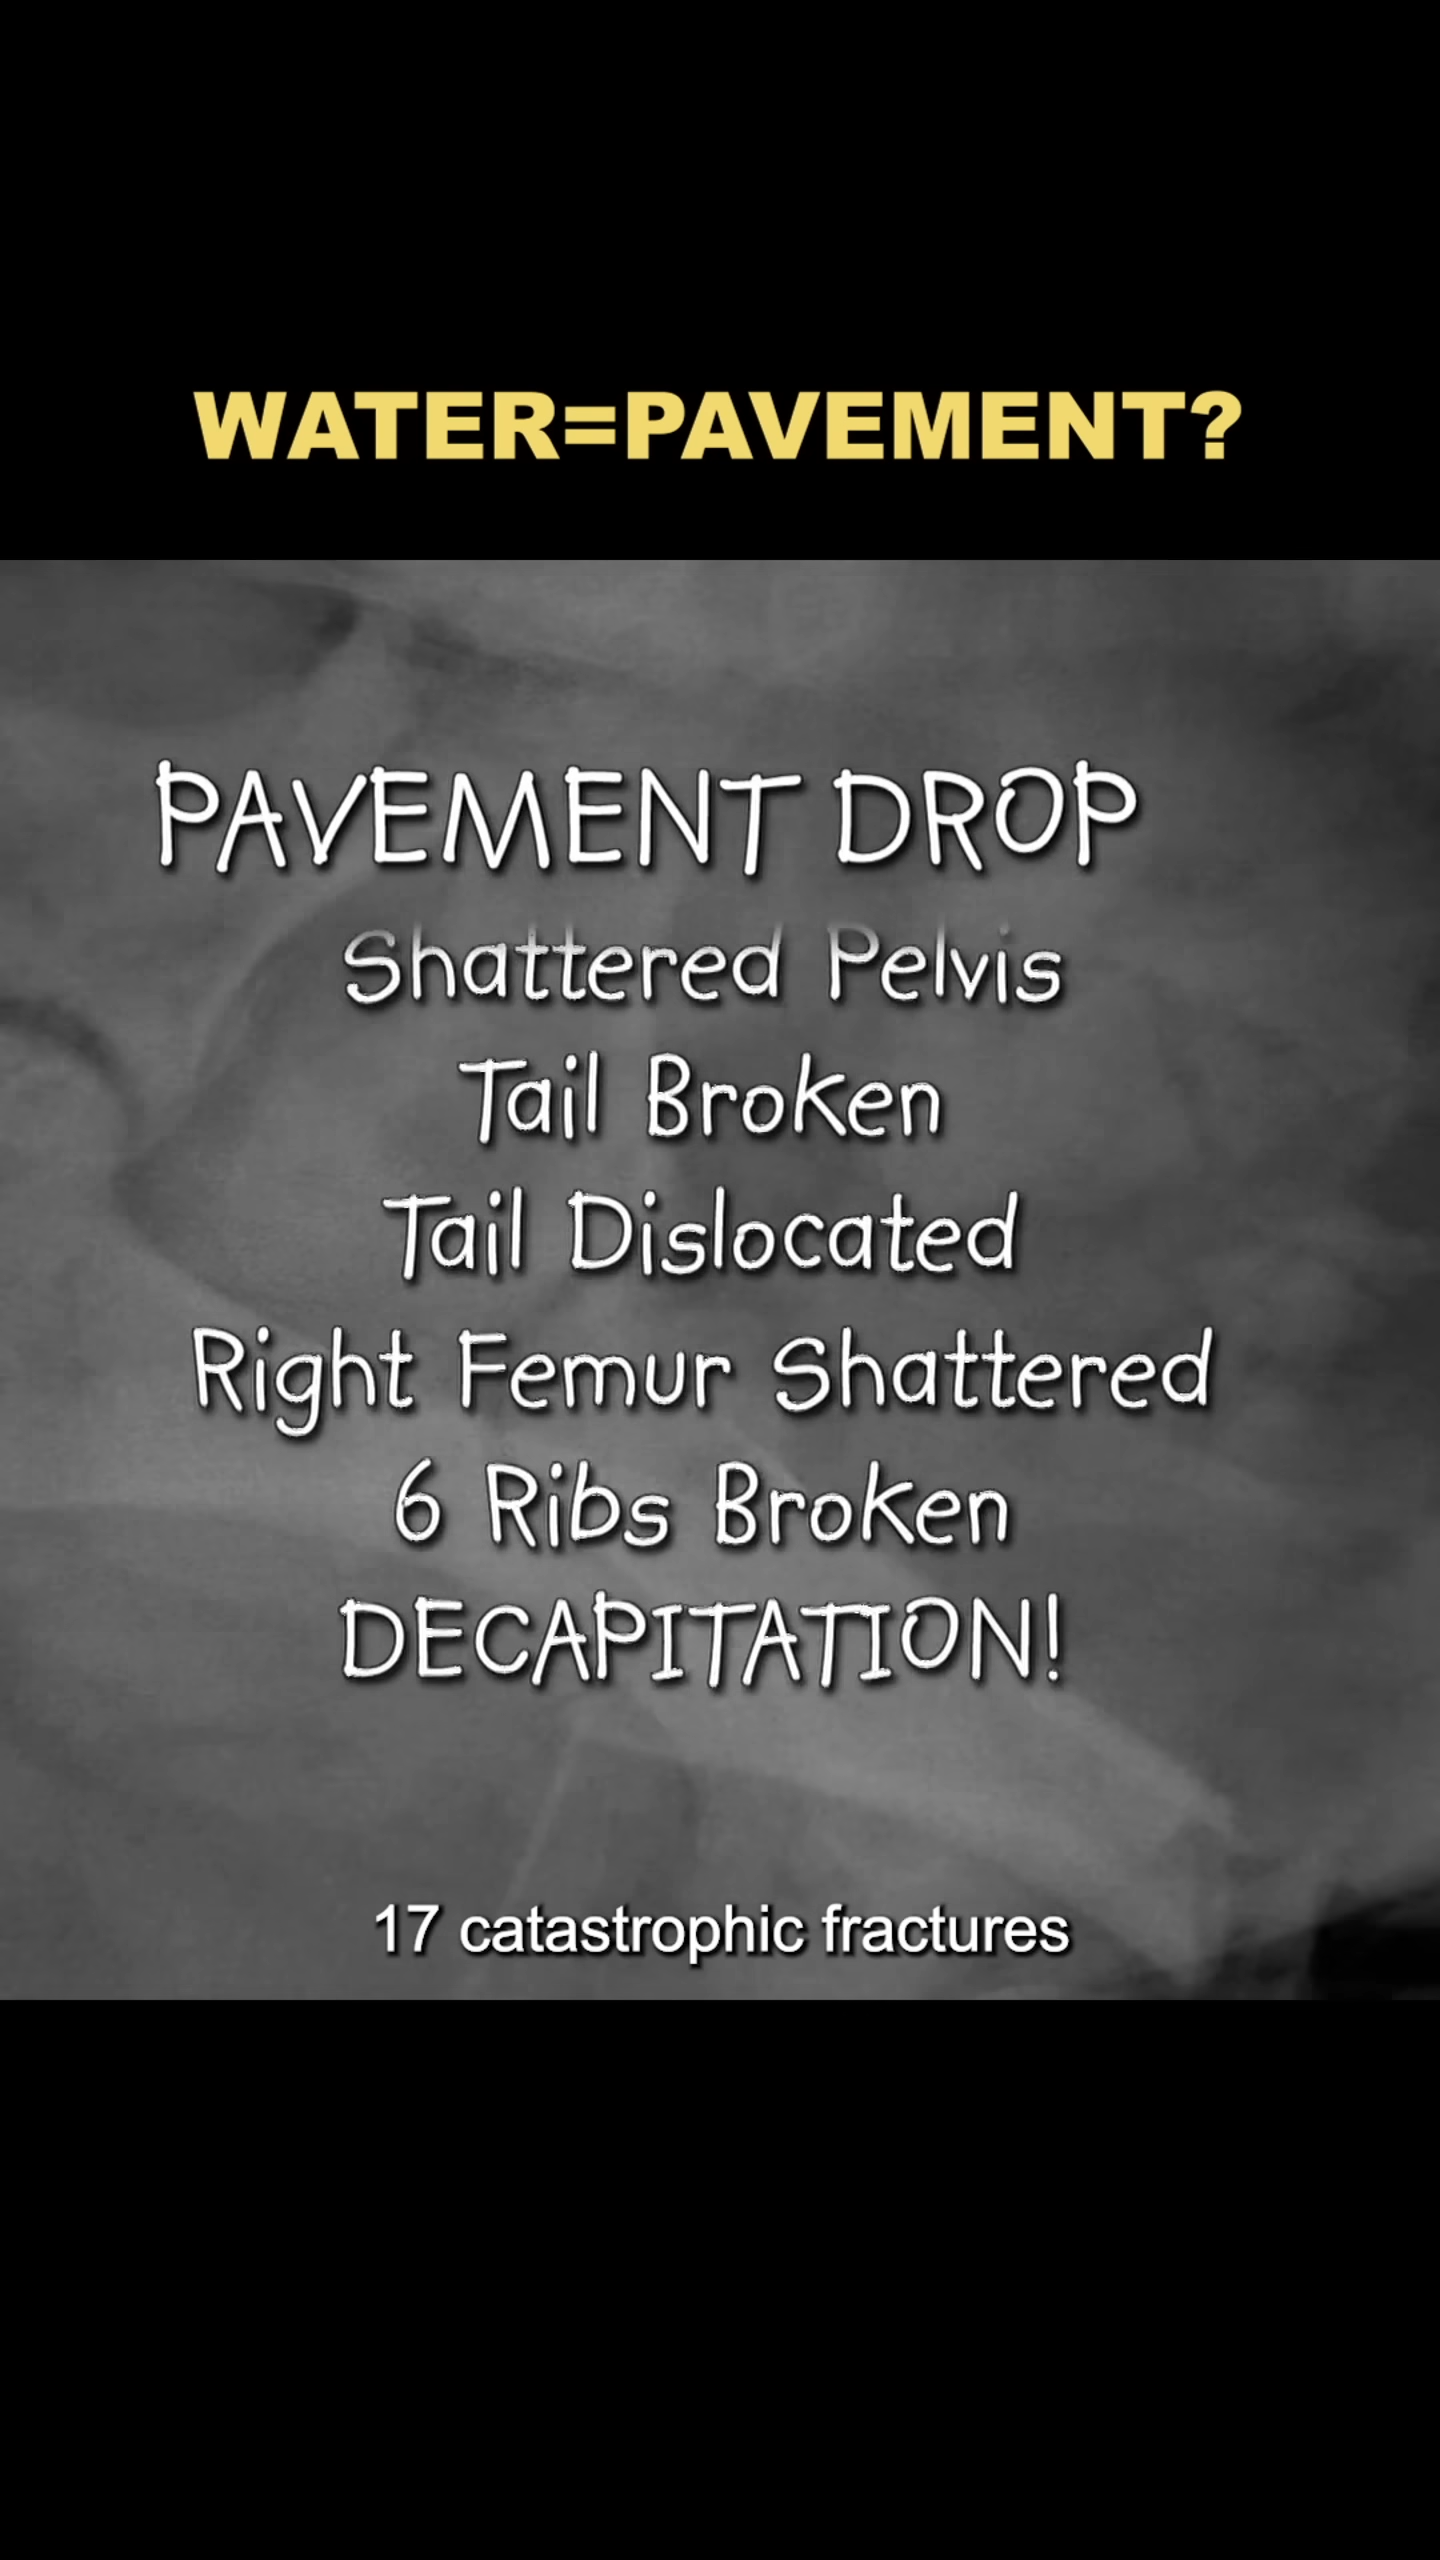 WATER=PAVEMENT?
PAVEMENT DROP
Shattered Pelvis
Tail Broken
Tail Dislocated
Right Femur Shattered
6 Ribs Broken
DECAPITATION!
17 catastrophic fractures